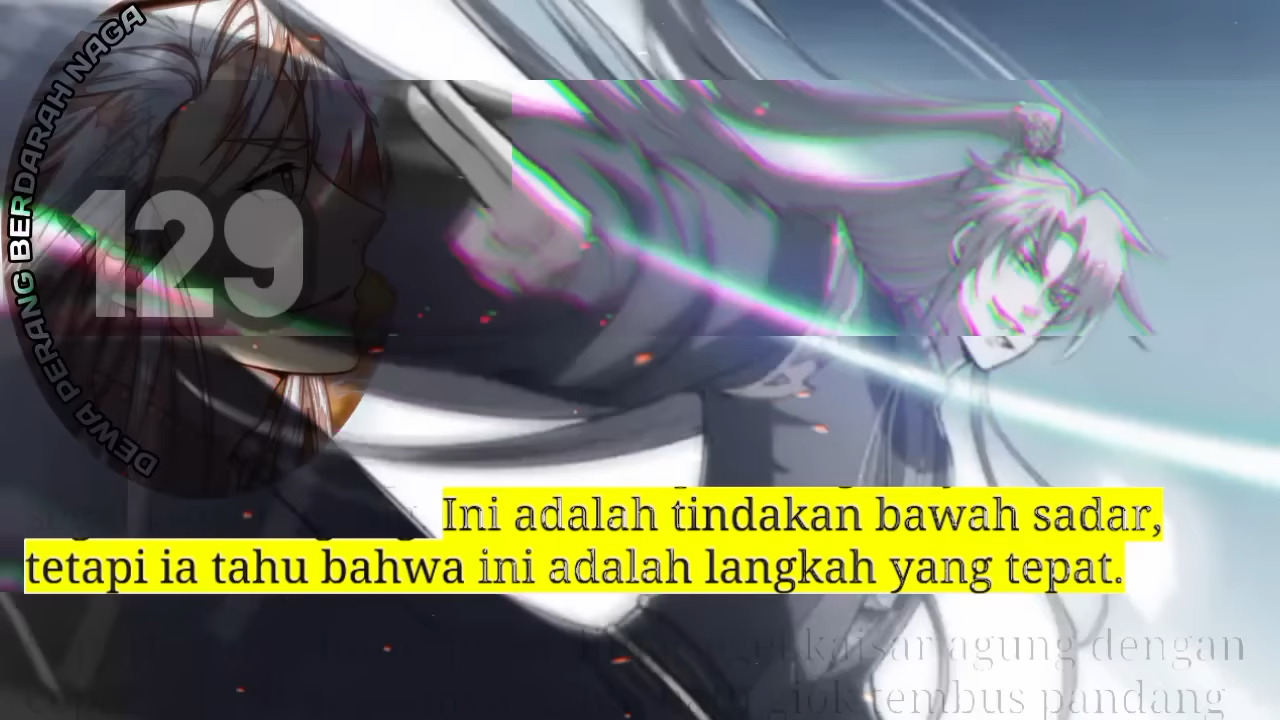 DEWA PERANG BERDARAH NAGA
129
Ini adalah tindakan bawah sadar,
tetapi ia tahu bahwa ini adalah langkah yang tepat.
kaisar agung dengan
giok tembus pandang